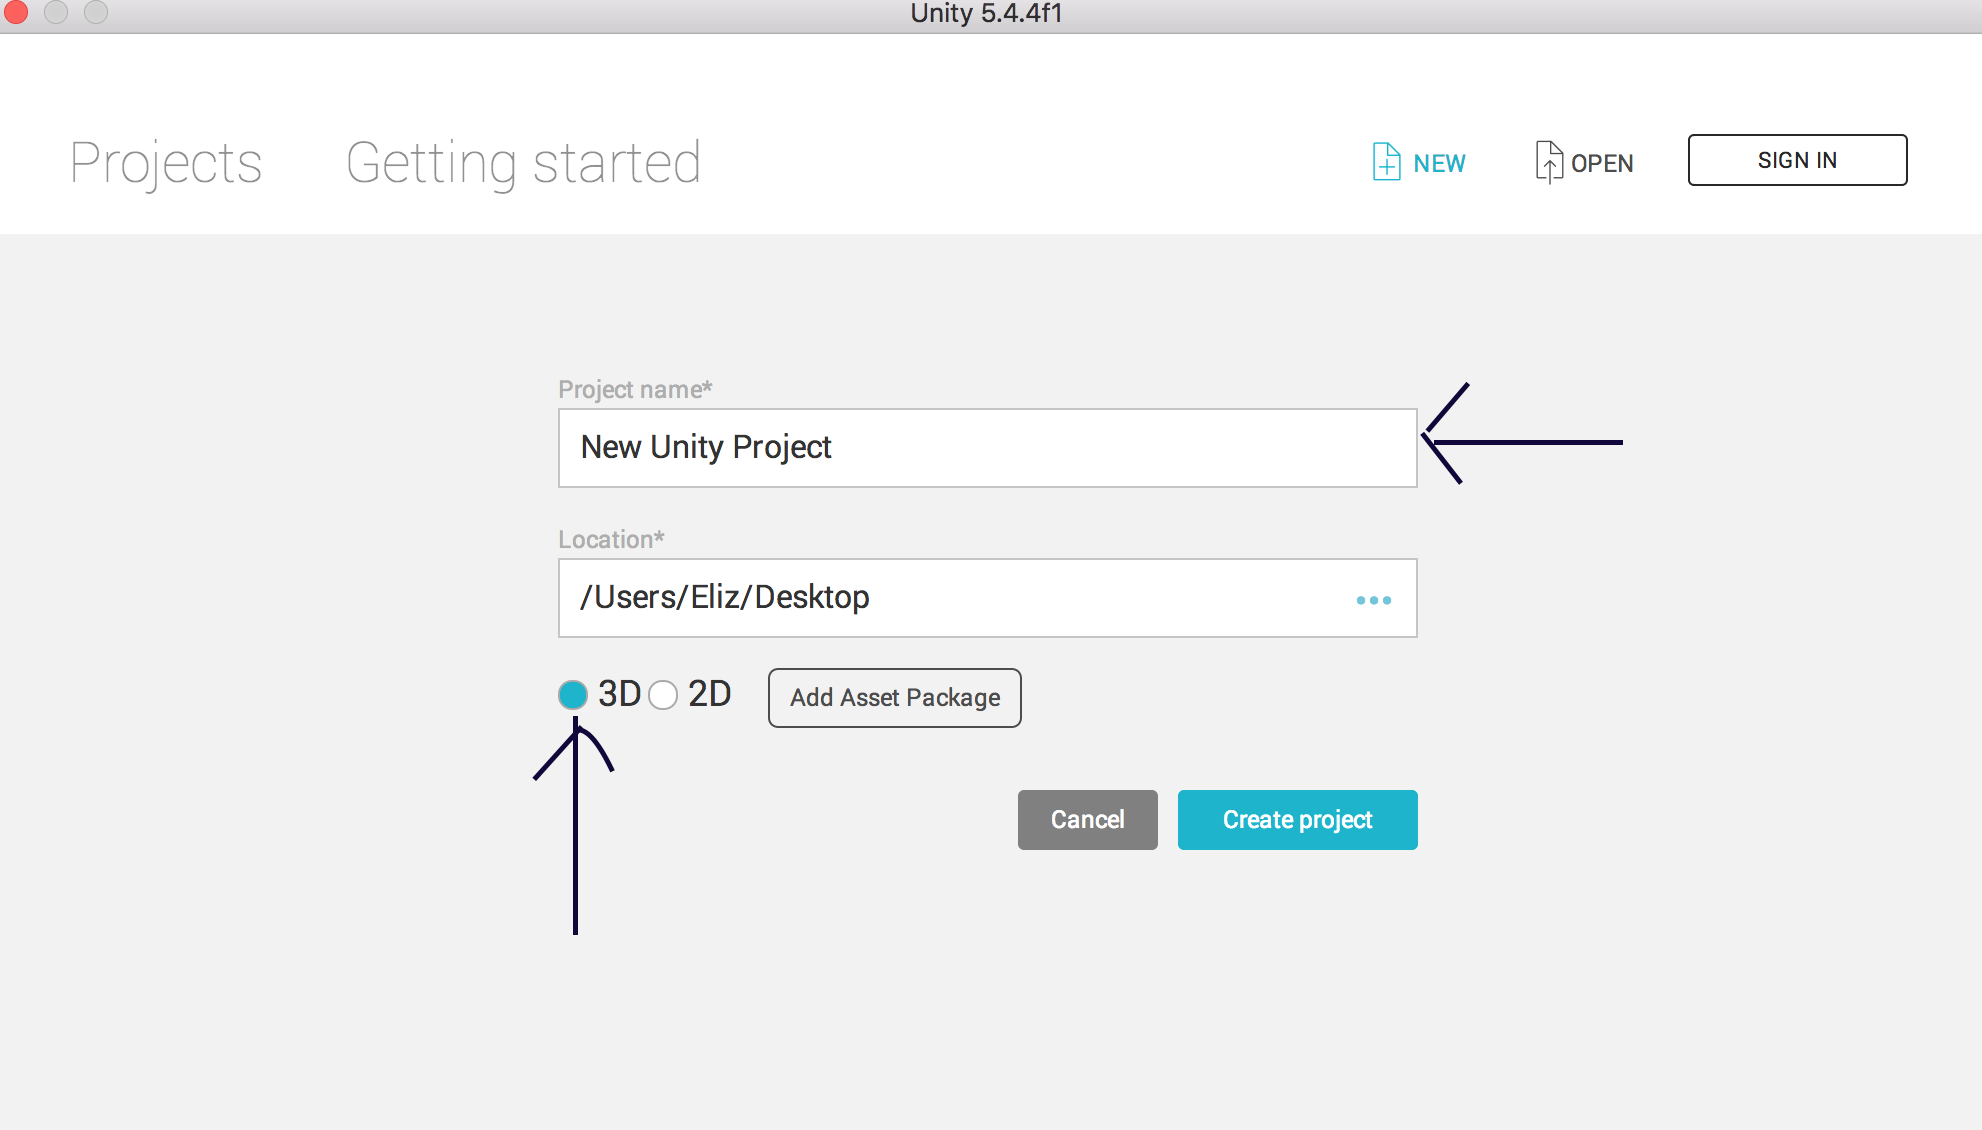 Unity 5.4.4f1
Projects Getting started NEW OPEN SIGN IN
Project name*
New Unity Project
Location*
/Users/Eliz/Desktop
3D 2D Add Asset Package
Cancel Create project